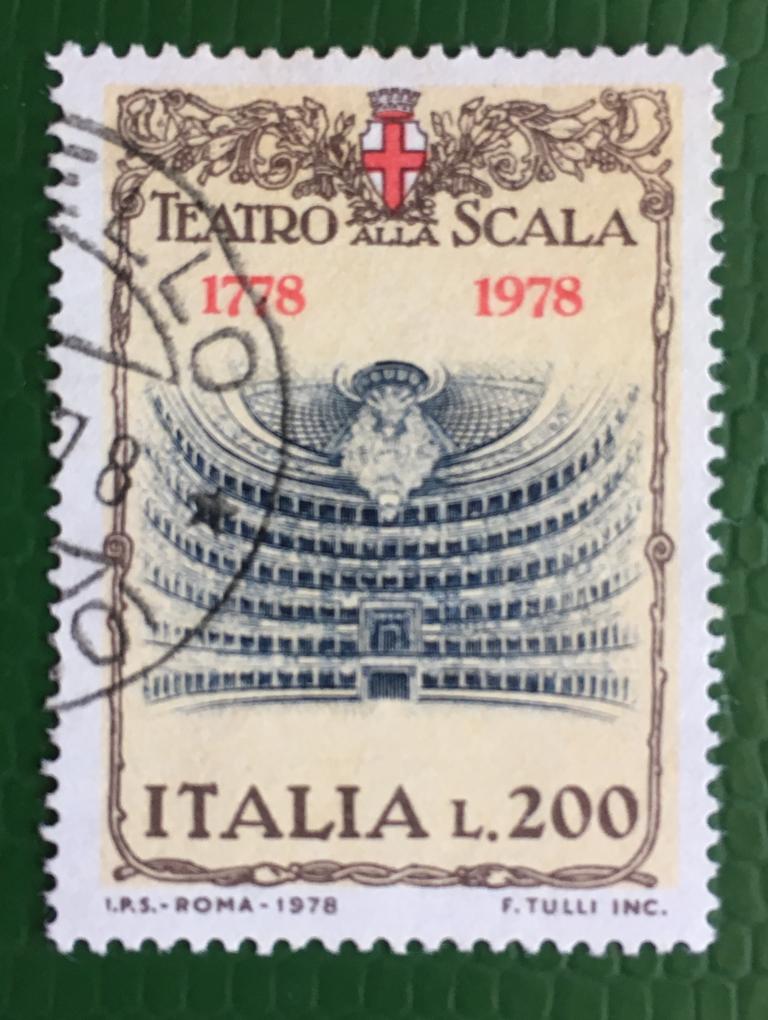 TEATRO ALLA SCALA
1778 1978
ITALIA L.200
I.P.S.-ROMA-1978 F. TULLI INC.